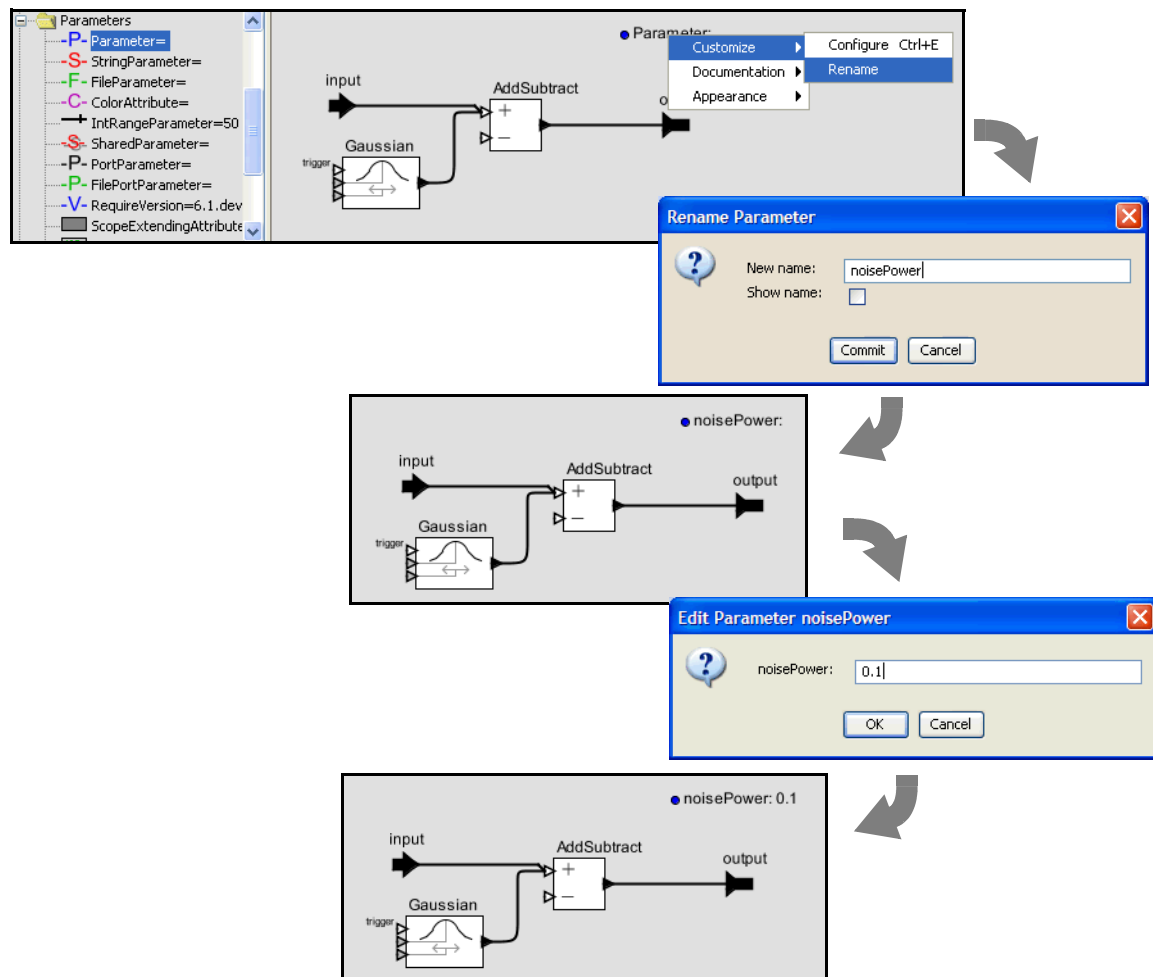 Parameters
-P- Parameter=
-S- StringParameter=
-F- FileParameter=
-C- ColorAttribute=
IntRangeParameter=50
-S- SharedParameter=
-P- PortParameter=
-P- FilePortParameter=
-V- RequireVersion=6.1.dev
ScopeExtendingAttribute
Parameter:
Customize
Documentation
Appearance
Configure Ctrl+E
Rename
input
AddSubtract
+
−
o
Gaussian
trigger
Rename Parameter
New name: noisePower
Show name:
Commit Cancel
noisePower:
input
AddSubtract
+
−
output
Gaussian
trigger
Edit Parameter noisePower
noisePower: 0.1
OK Cancel
noisePower: 0.1
input
AddSubtract
+
−
output
Gaussian
trigger